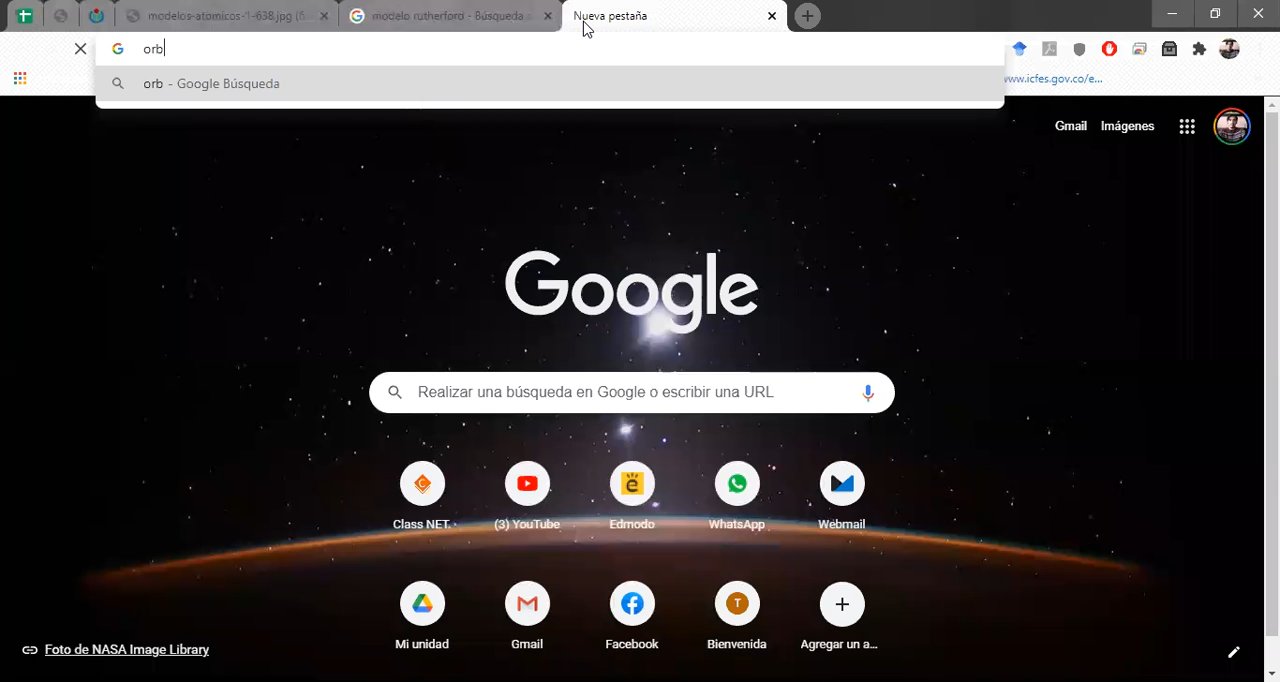 modelos-atomicos-1-638.jpg (6
modelo rutherford - Búsqueda
Nueva pestaña
orb
orb - Google Búsqueda
www.icfes.gov.co/e...
Gmail
Imágenes
Google
Realizar una búsqueda en Google o escribir una URL
Class NET.
(3) YouTube
Edmodo
WhatsApp
Webmail
T
Mi unidad
Gmail
Facebook
Bienvenida
Agregar un a...
Foto de NASA Image Library